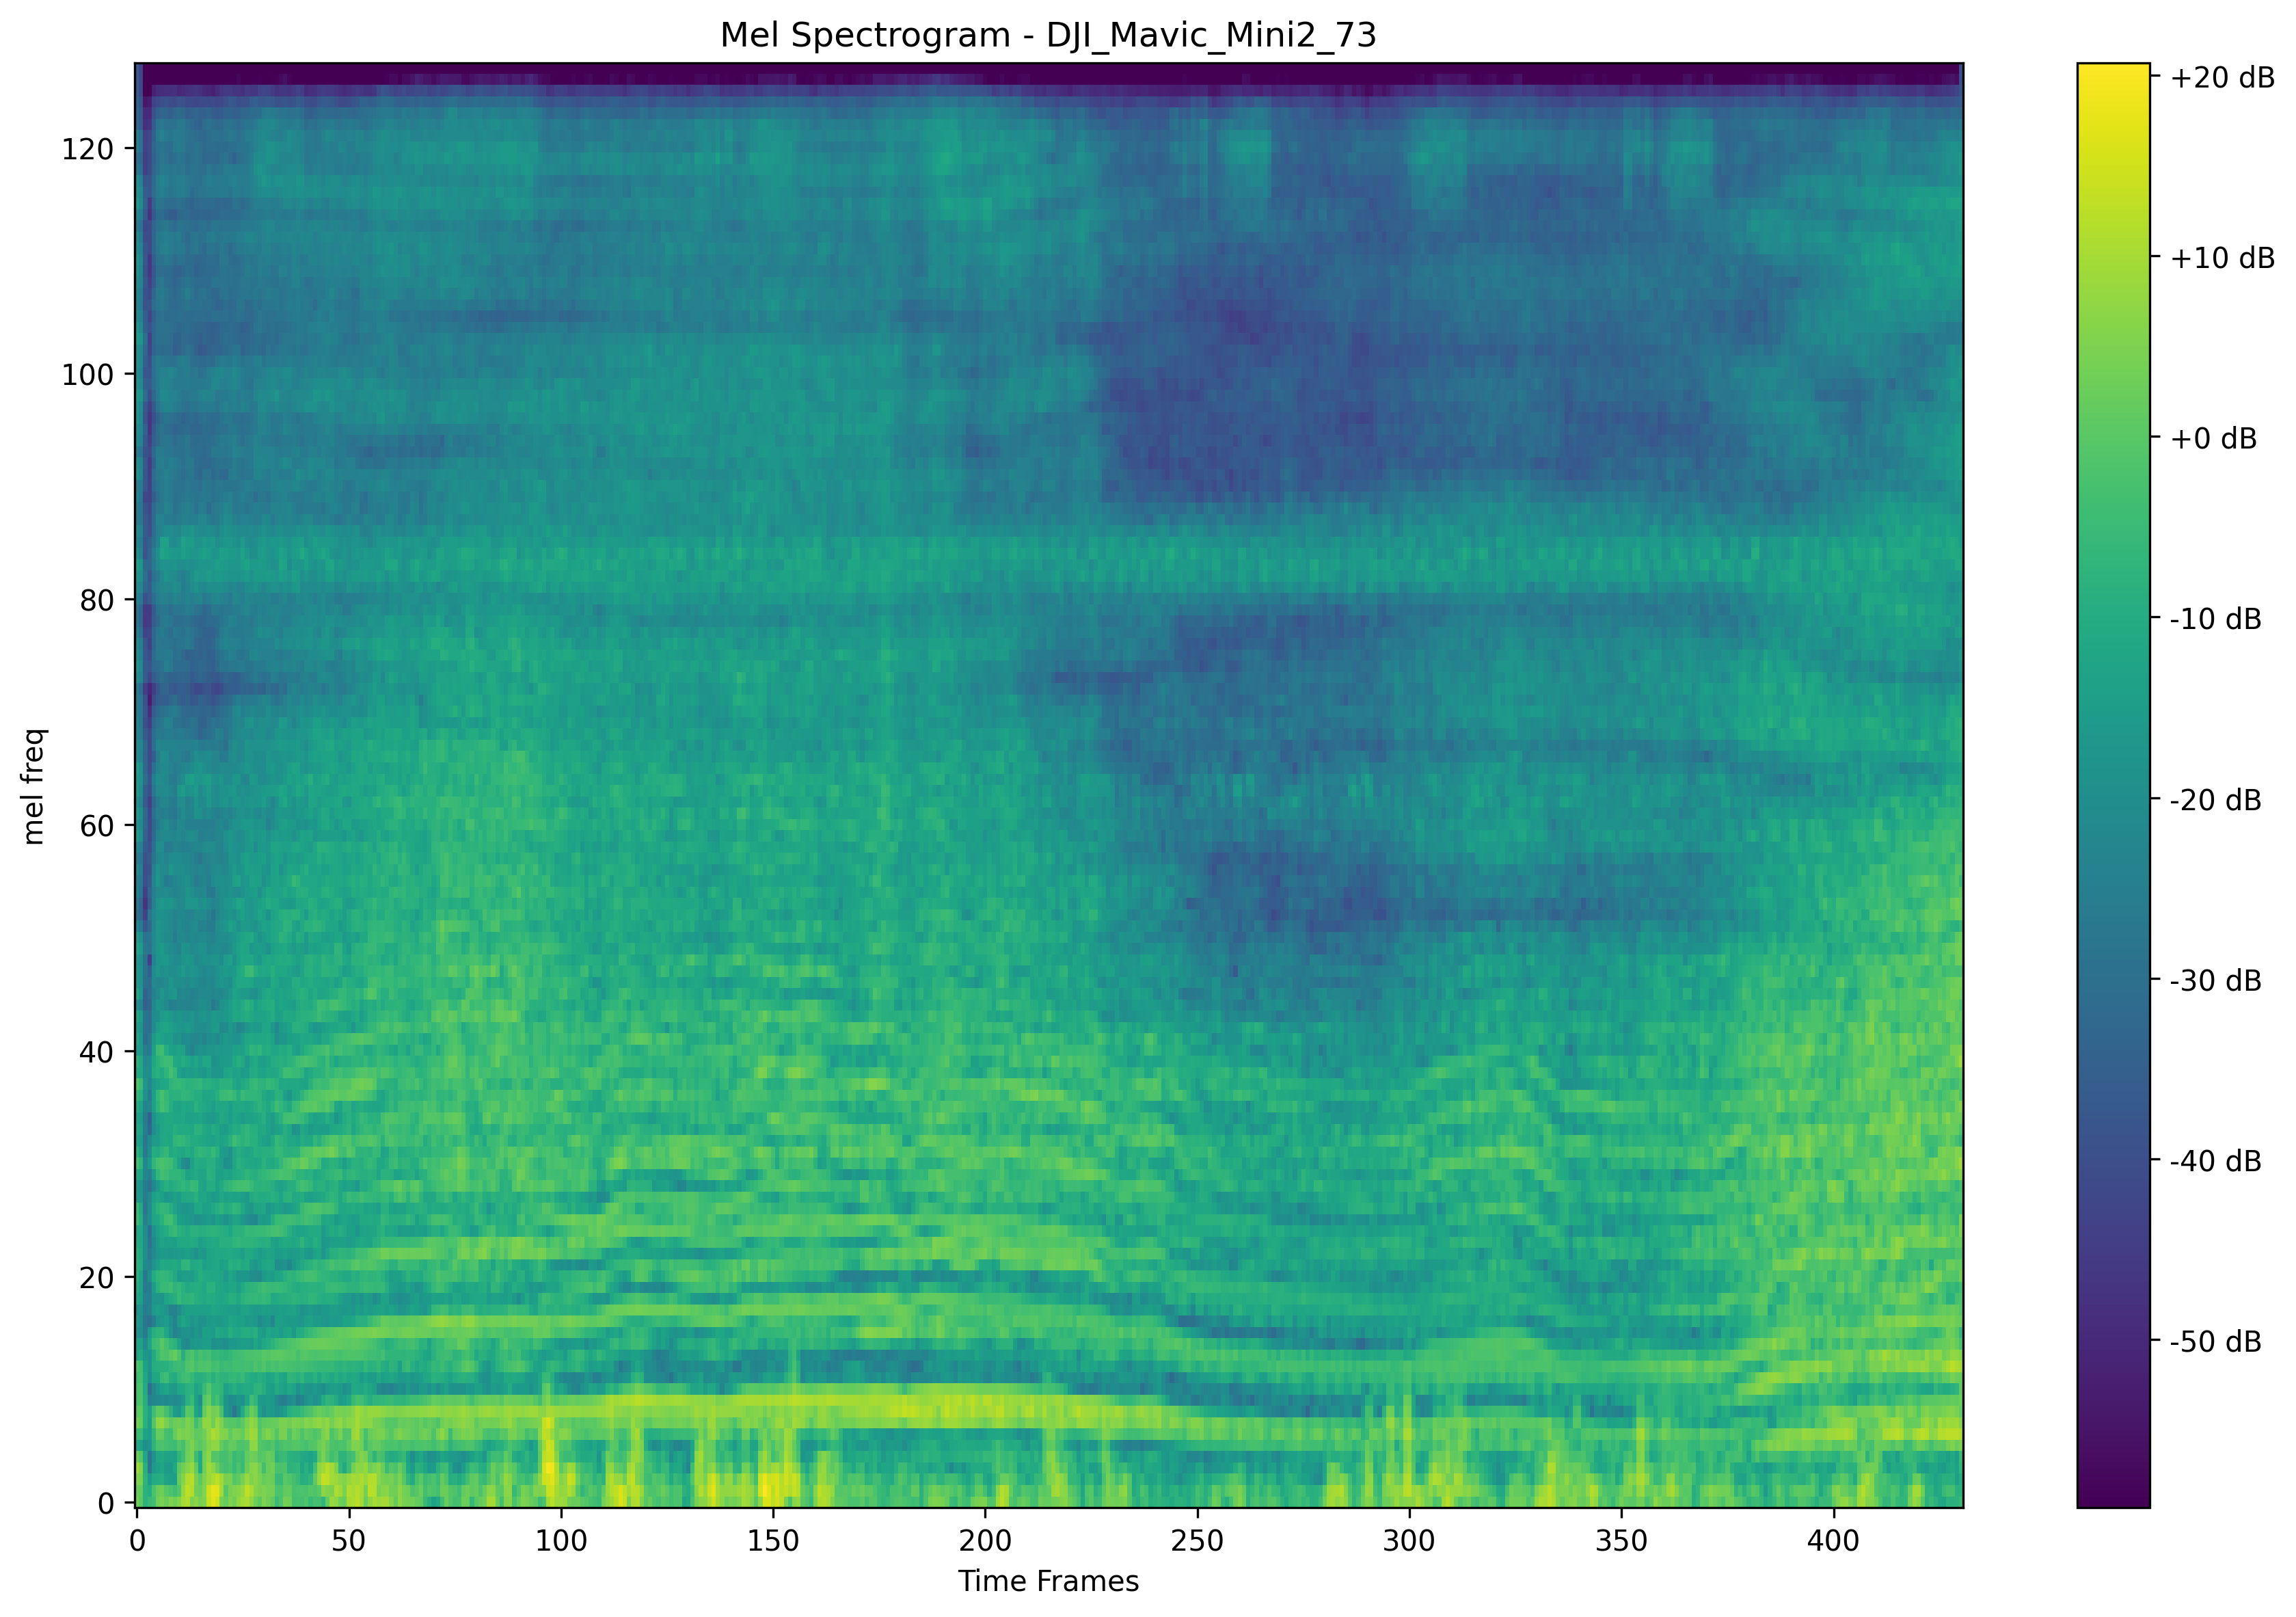 Mel Spectrogram - DJI_Mavic_Mini2_73
mel freq
120
100
80
60
40
20
0
0 50 100 150 200 250 300 350 400
Time Frames
+20 dB
+10 dB
+0 dB
-10 dB
-20 dB
-30 dB
-40 dB
-50 dB